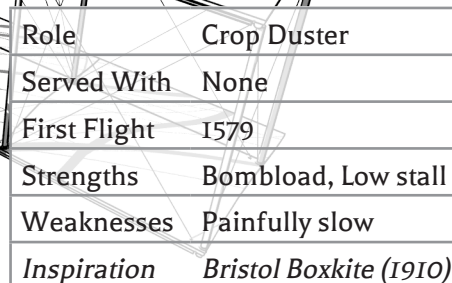 Role Crop Duster
Served With None
First Flight 1579
Strengths Bombload, Low stall
Weaknesses Painfully slow
Inspiration Bristol Boxkite (1910)